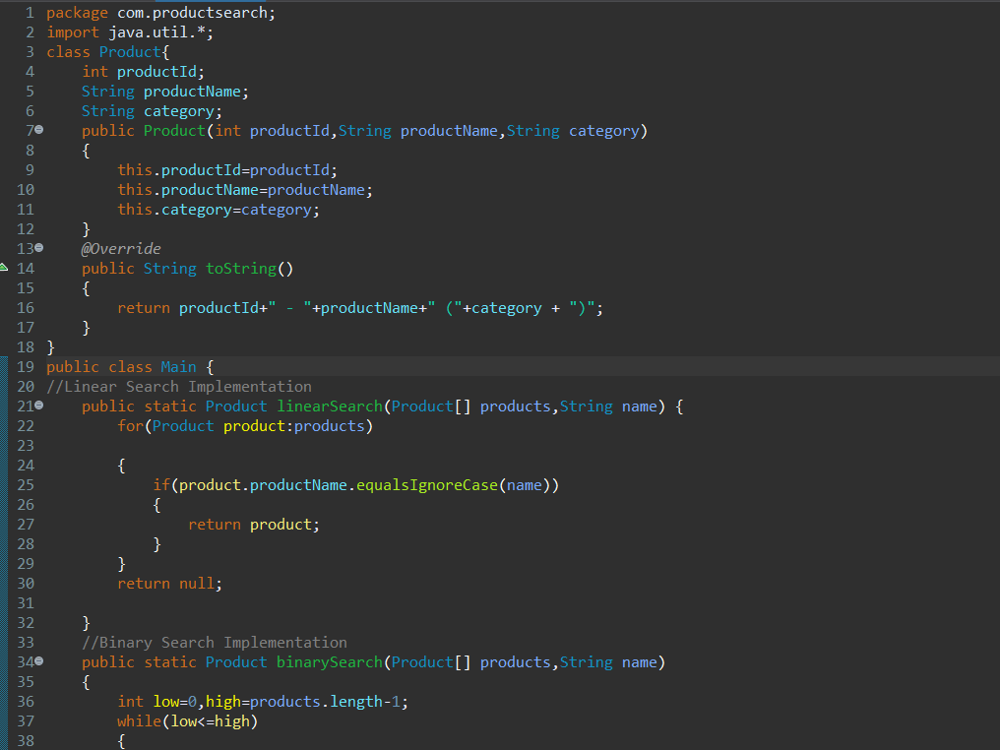 1 package com.productsearch;
2 import java.util.*;
3 class Product{
4     int productId;
5     String productName;
6     String category;
7     public Product(int productId,String productName,String category)
8     {
9         this.productId=productId;
10         this.productName=productName;
11         this.category=category;
12     }
13     @Override
14     public String toString()
15     {
16         return productId+" - "+productName+" ("+category + ")";
17     }
18 }
19 public class Main {
20 //Linear Search Implementation
21     public static Product linearSearch(Product[] products,String name) {
22         for(Product product:products)
23
24         {
25             if(product.productName.equalsIgnoreCase(name))
26             {
27                 return product;
28             }
29         }
30         return null;
31
32     }
33     //Binary Search Implementation
34     public static Product binarySearch(Product[] products,String name)
35     {
36         int low=0,high=products.length-1;
37         while(low<=high)
38         {